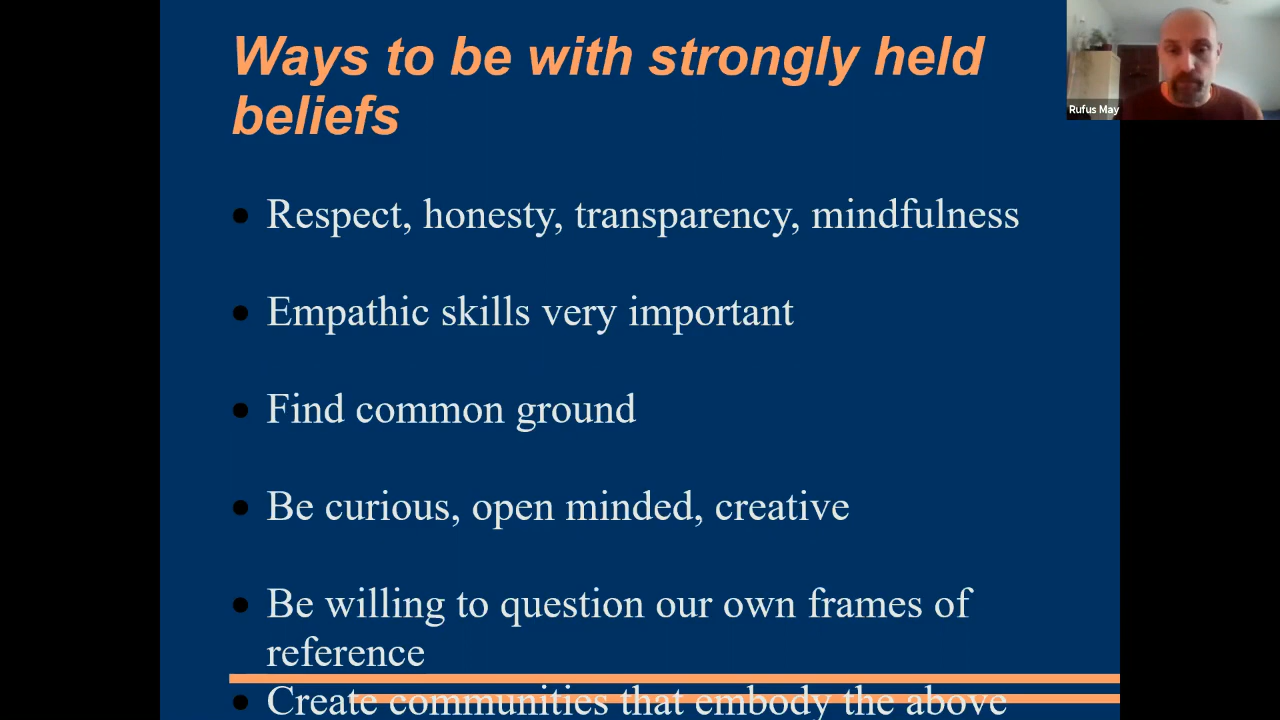 Ways to be with strongly held
beliefs
Rufus May
• Respect, honesty, transparency, mindfulness
• Empathic skills very important
• Find common ground
• Be curious, open minded, creative
• Be willing to question our own frames of
reference
• Create communities that embody the above